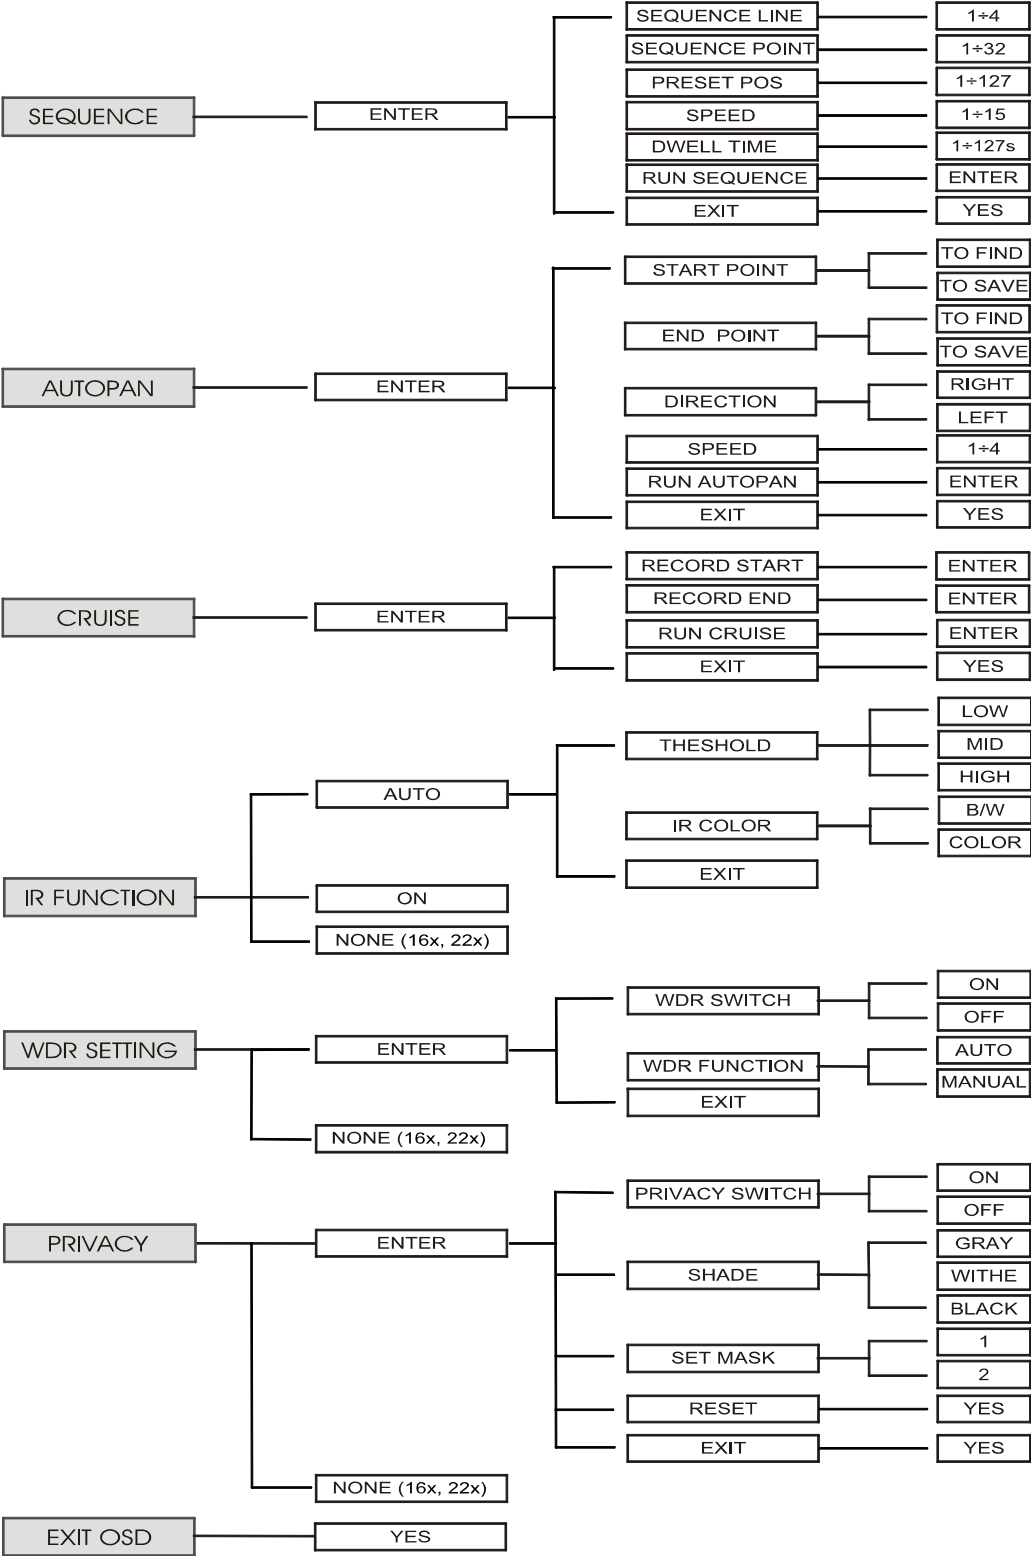 SEQUENCE
ENTER
SEQUENCE LINE
1÷4
SEQUENCE POINT
1÷32
PRESET POS
1÷127
SPEED
1÷15
DWELL TIME
1÷127s
RUN SEQUENCE
ENTER
EXIT
YES
AUTOPAN
ENTER
START POINT
TO FIND
TO SAVE
END POINT
TO FIND
TO SAVE
DIRECTION
RIGHT
LEFT
SPEED
1÷4
RUN AUTOPAN
ENTER
EXIT
YES
CRUISE
ENTER
RECORD START
ENTER
RECORD END
ENTER
RUN CRUISE
ENTER
EXIT
YES
IR FUNCTION
AUTO
THESHOLD
LOW
MID
HIGH
IR COLOR
B/W
COLOR
EXIT
ON
NONE (16x, 22x)
WDR SETTING
ENTER
WDR SWITCH
ON
OFF
WDR FUNCTION
AUTO
MANUAL
EXIT
NONE (16x, 22x)
PRIVACY
ENTER
PRIVACY SWITCH
ON
OFF
SHADE
GRAY
WITHE
BLACK
SET MASK
1
2
RESET
YES
EXIT
YES
NONE (16x, 22x)
EXIT OSD
YES